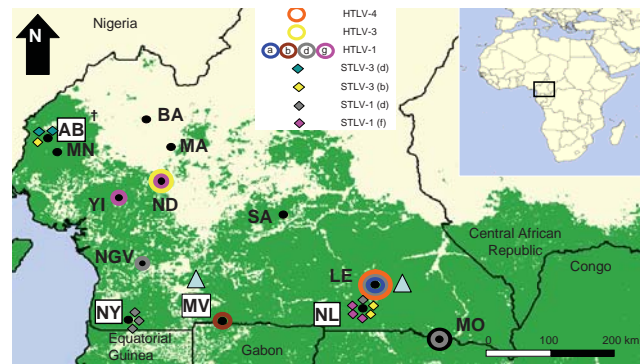 Nigeria
N
HTLV-4
HTLV-3
a b d g HTLV-1
STLV-3 (d)
STLV-3 (b)
STLV-1 (d)
STLV-1 (f)
†
BA
AB
MA
MN
YI
ND
SA
Central African
Republic
Congo
NGV
LE
MV
NY
NL
MO
Equatorial
Guinea
Gabon
0 100 200 km